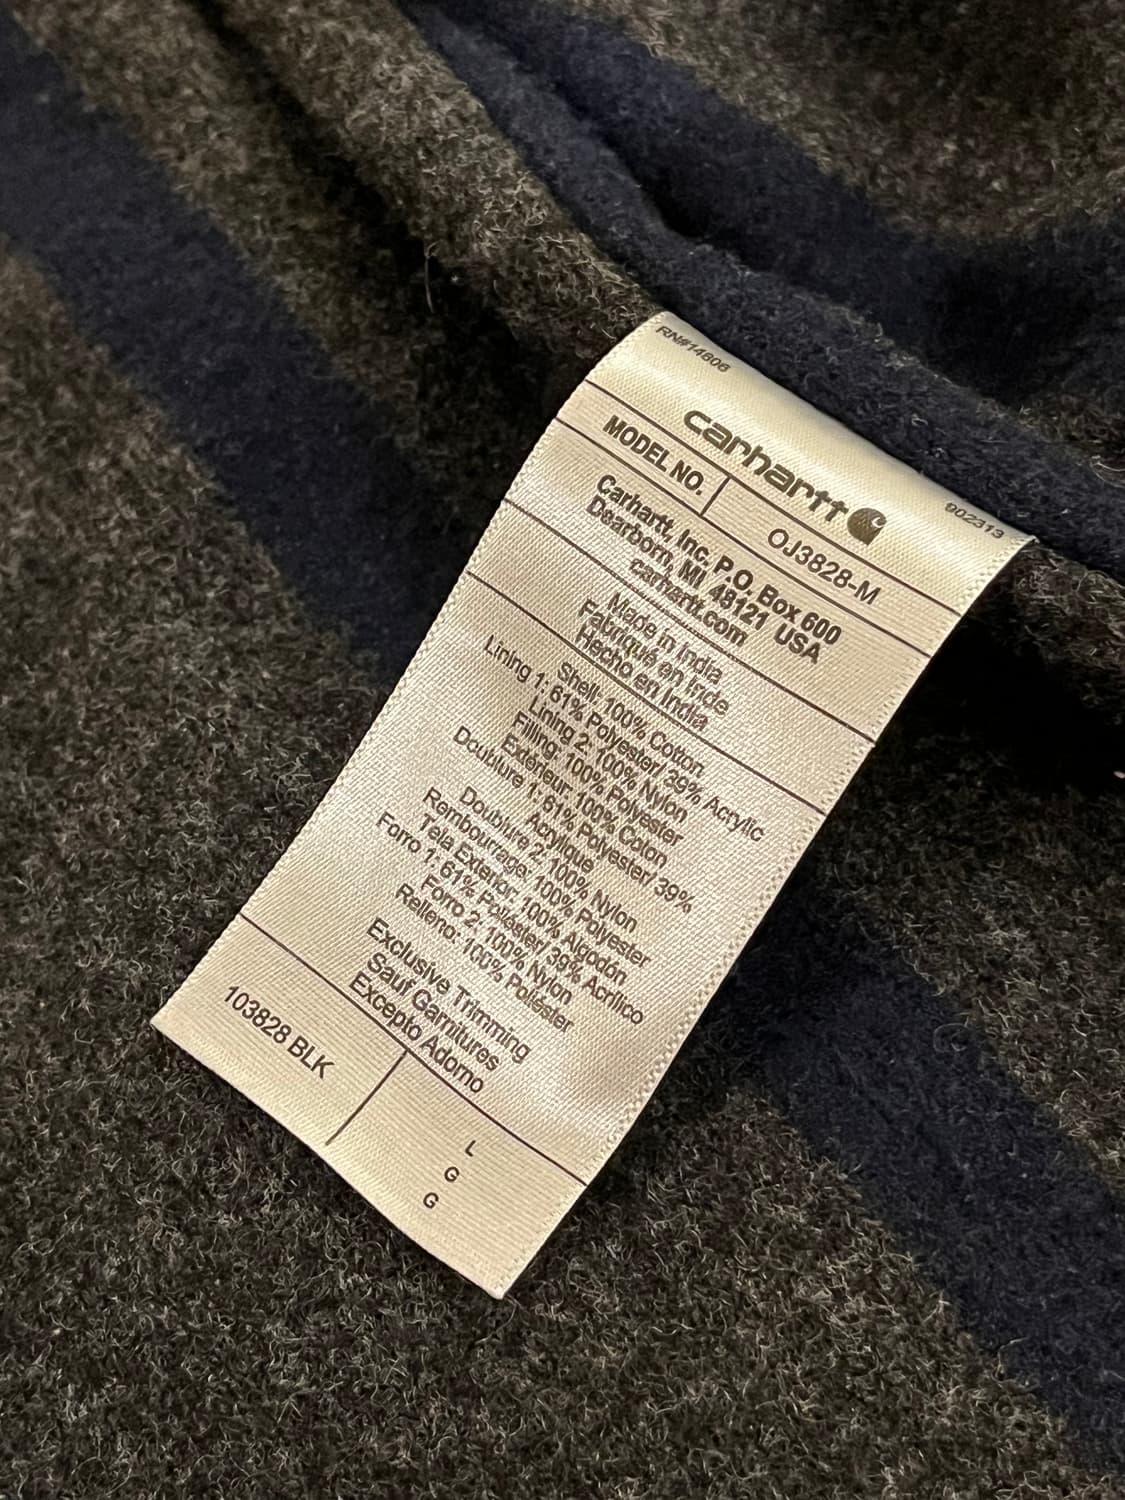 RN#14806
carhartt
902313
MODEL NO. OJ3828-M
Carhartt, Inc. P.O. Box 600
Dearborn, MI 48121 USA
carhartt.com
Made in India
Fabriqué en Inde
Hecho en India
Shell: 100% Cotton
Lining 1: 61% Polyester/ 39% Acrylic
Lining 2: 100% Nylon
Filling: 100% Polyester
Extérieur: 100% Coton
Doublure 1: 61% Polyester/ 39%
Acrylique
Doublure 2: 100% Nylon
Rembourrage: 100% Polyester
Tela Exterior: 100% Algodón
Forro 1: 61% Poliéster/ 39% Acrílico
Forro 2: 100% Nylon
Relleno: 100% Poliéster
Exclusive Trimming
Sauf Garnitures
Excepto Adorno
103828 BLK
L
G
G